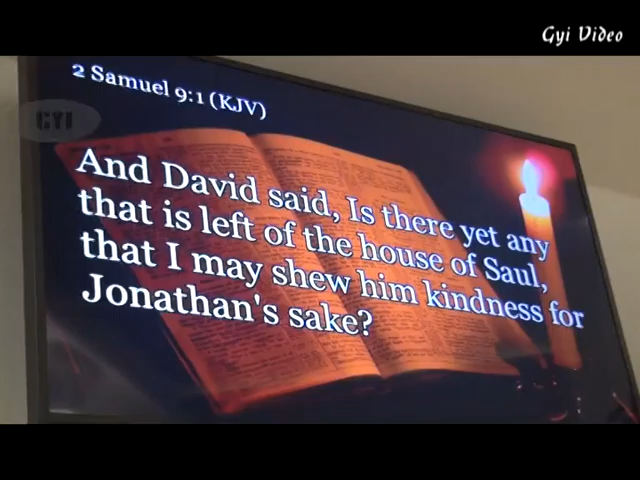 Gyi Video
2 Samuel 9:1 (KJV)
CYI
And David said, Is there yet any
that is left of the house of Saul,
that I may shew him kindness for
Jonathan's sake?